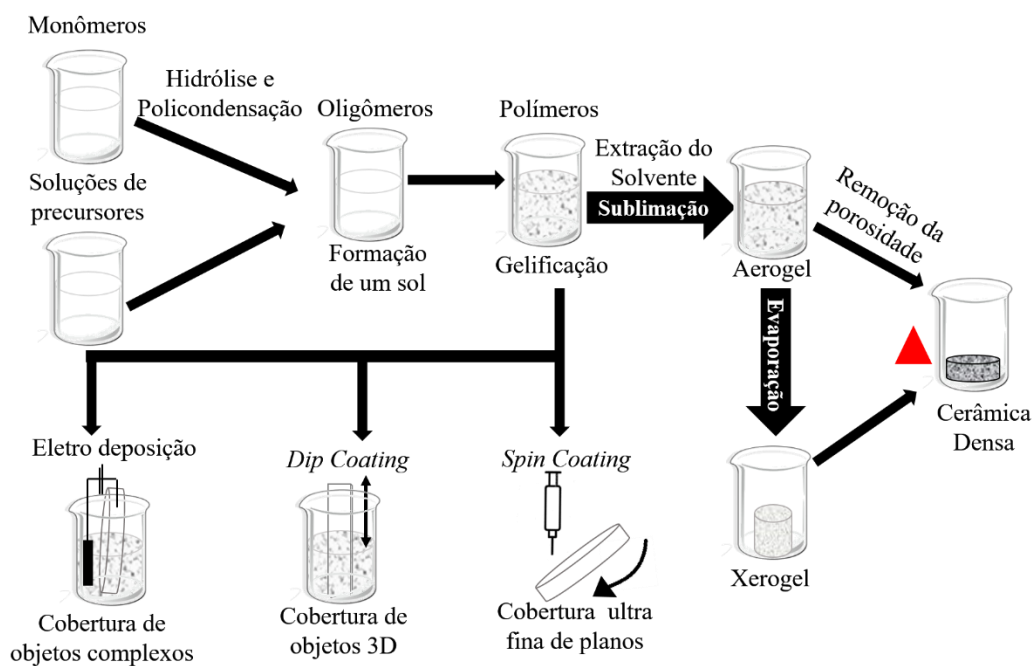 Monômeros
Hidrólise e
Policondensação
Soluções de
precursores
Oligômeros
Formação
de um sol
Polímeros
Gelificação
Extração do
Solvente
Sublimação
Aerogel
Remoção da
porosidade
Evaporação
Cerâmica
Densa
Xerogel
Eletro deposição
Cobertura de
objetos complexos
Dip Coating
Cobertura de
objetos 3D
Spin Coating
Cobertura ultra
fina de planos